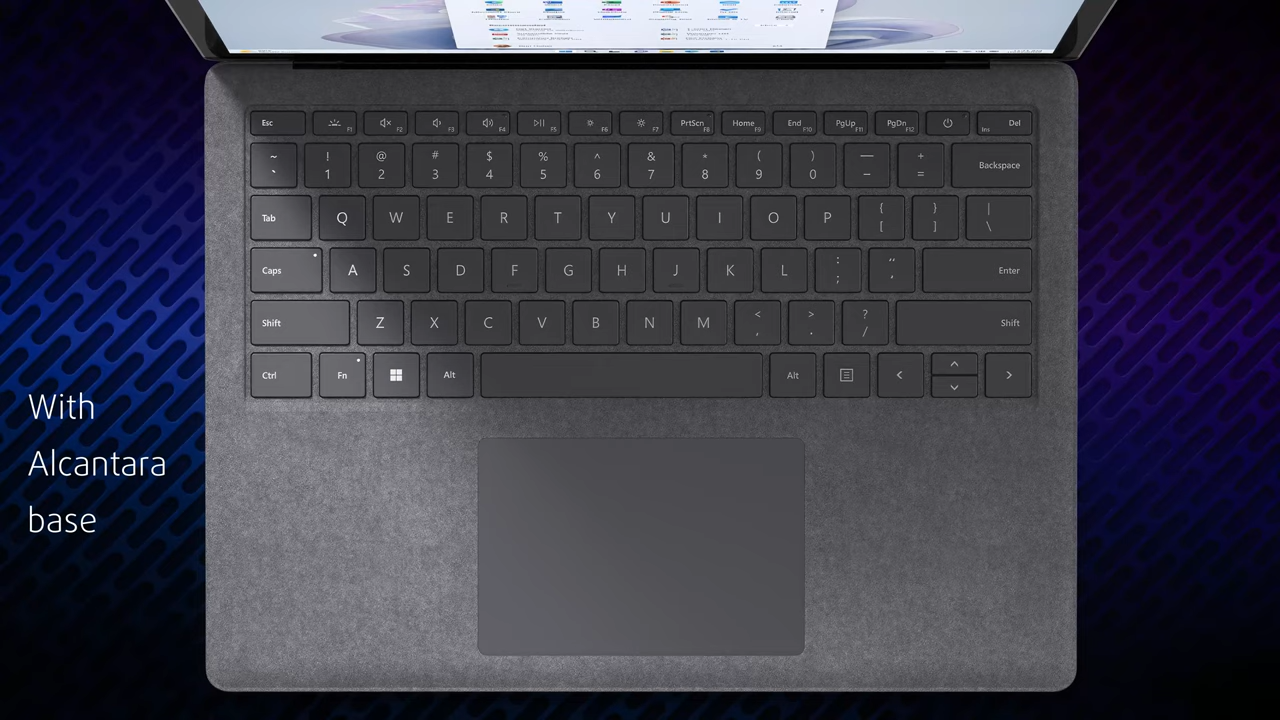 Recommended
Esc F1 F2 F3 F4 F5 F6 F7 PrtScn F8 Home F9 End F10 PgUp F11 PgDn F12 Ins Del
~ ` ! 1 @ 2 # 3 $ 4 % 5 ^ 6 & 7 * 8 ( 9 ) 0 — – + = Backspace
Tab Q W E R T Y U I O P { [ } ] | \
Caps A S D F G H J K L : ; “ ‘ Enter
Shift Z X C V B N M < , > . ? / Shift
Ctrl Fn Alt Alt
With
Alcantara
base